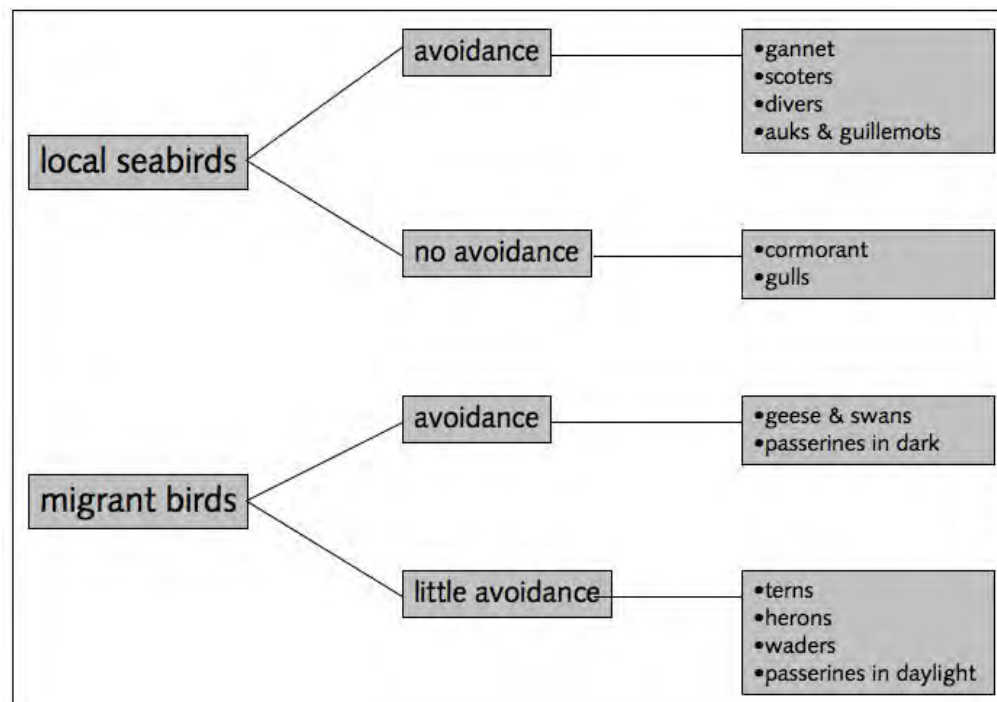 local seabirds
avoidance
•gannet
•scoters
•divers
•auks & guillemots
no avoidance
•cormorant
•gulls
migrant birds
avoidance
•geese & swans
•passerines in dark
little avoidance
•terns
•herons
•waders
•passerines in daylight